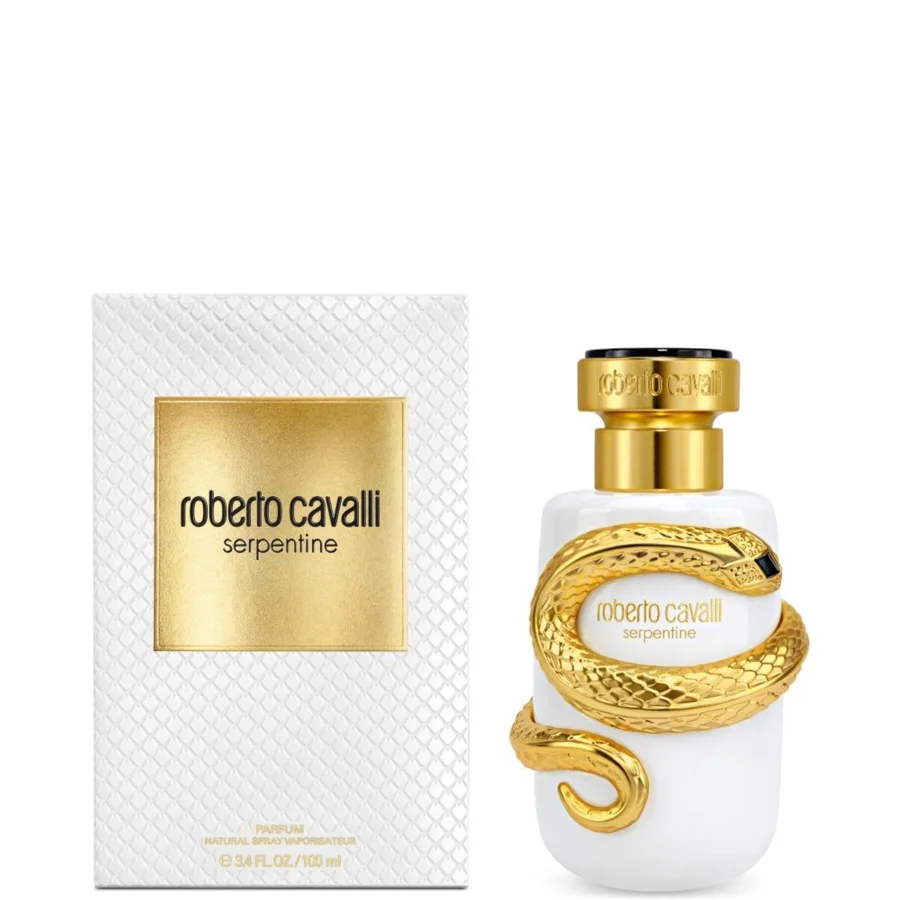 roberto cavalli
serpentine
PARFUM
NATURAL SPRAY VAPORISATEUR
℮ 3.4 FL. OZ. / 100 ml
roberto cavalli
roberto cavalli
serpentine